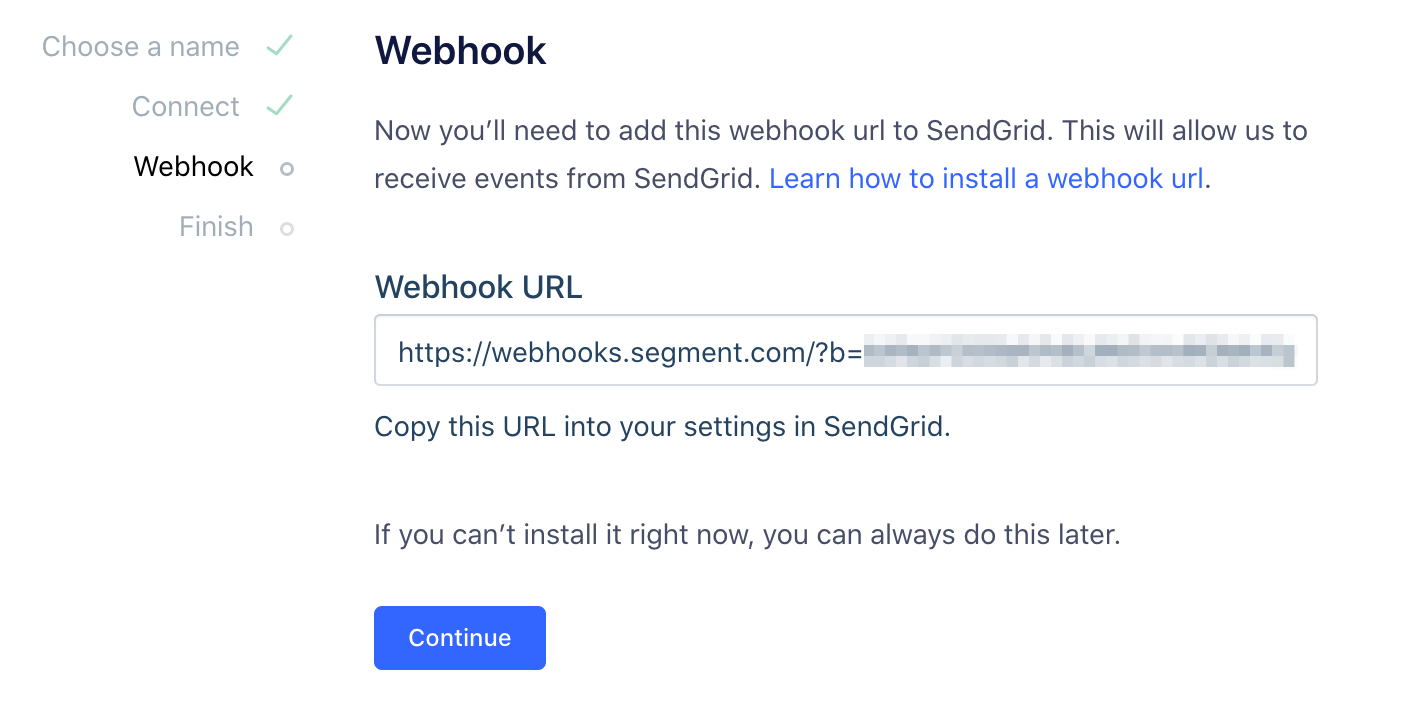 Choose a name
Connect
Webhook
Finish
Webhook
Now you’ll need to add this webhook url to SendGrid. This will allow us to
receive events from SendGrid. Learn how to install a webhook url.
Webhook URL
https://webhooks.segment.com/?b=
Copy this URL into your settings in SendGrid.
If you can’t install it right now, you can always do this later.
Continue